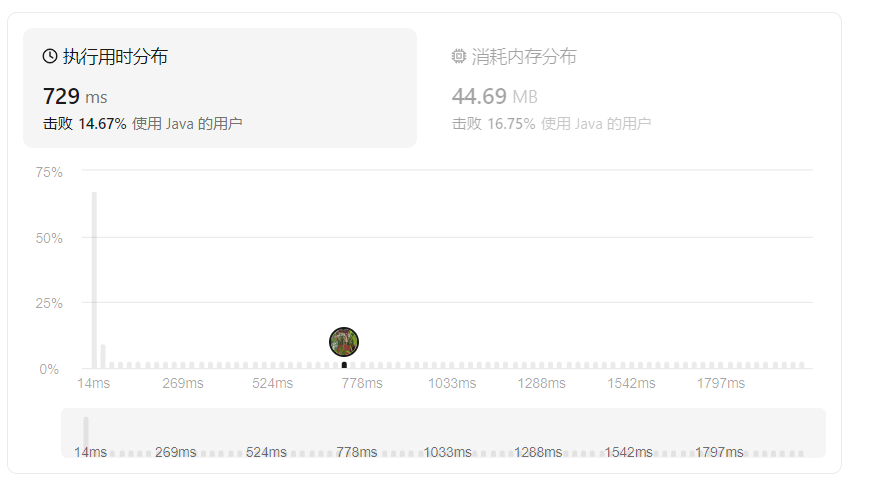 执行用时分布
729 ms
击败 14.67% 使用 Java 的用户
消耗内存分布
44.69 MB
击败 16.75% 使用 Java 的用户
75%
50%
25%
0%
14ms 269ms 524ms 778ms 1033ms 1288ms 1542ms 1797ms
14ms 269ms 524ms 778ms 1033ms 1288ms 1542ms 1797ms